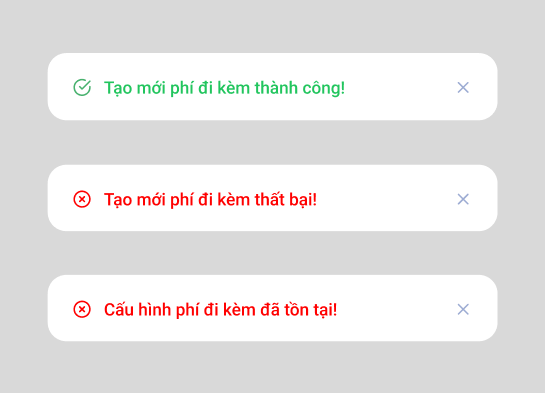 Tạo mới phí đi kèm thành công!
Tạo mới phí đi kèm thất bại!
Cấu hình phí đi kèm đã tồn tại!